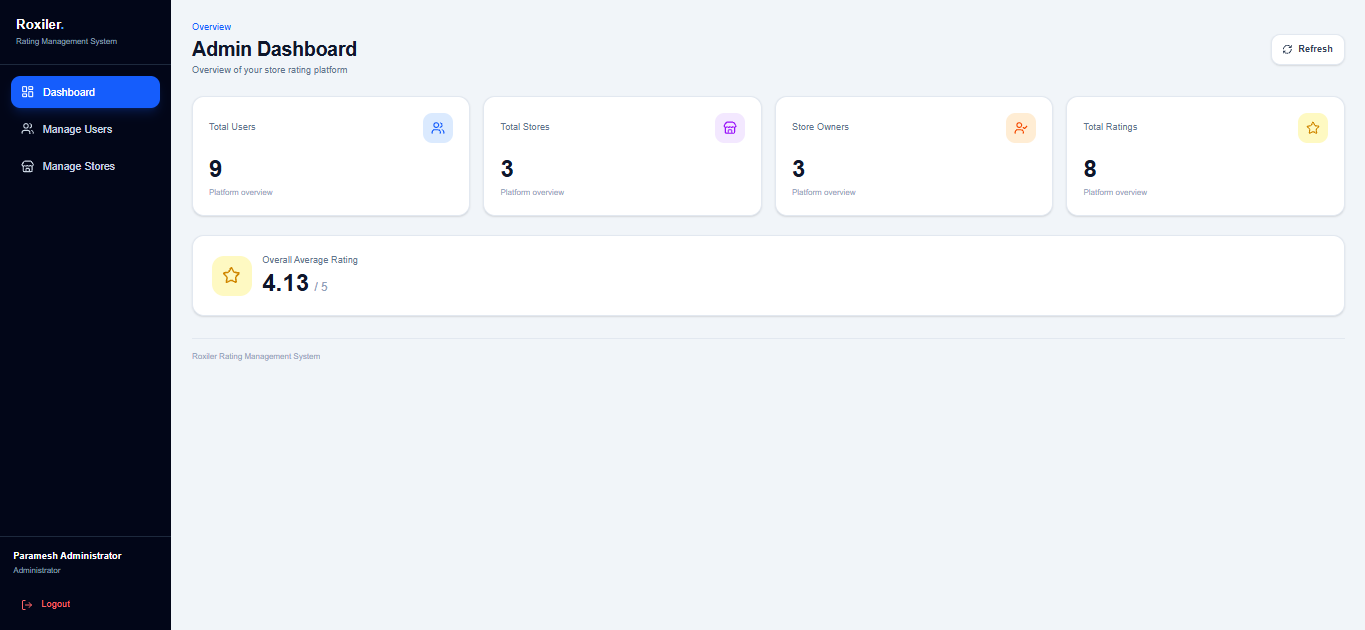 Roxiler.
Rating Management System
Dashboard
Manage Users
Manage Stores
Paramesh Administrator
Administrator
Logout
Overview
Admin Dashboard
Overview of your store rating platform
Refresh
Total Users
9
Platform overview
Total Stores
3
Platform overview
Store Owners
3
Platform overview
Total Ratings
8
Platform overview
Overall Average Rating
4.13 / 5
Roxiler Rating Management System